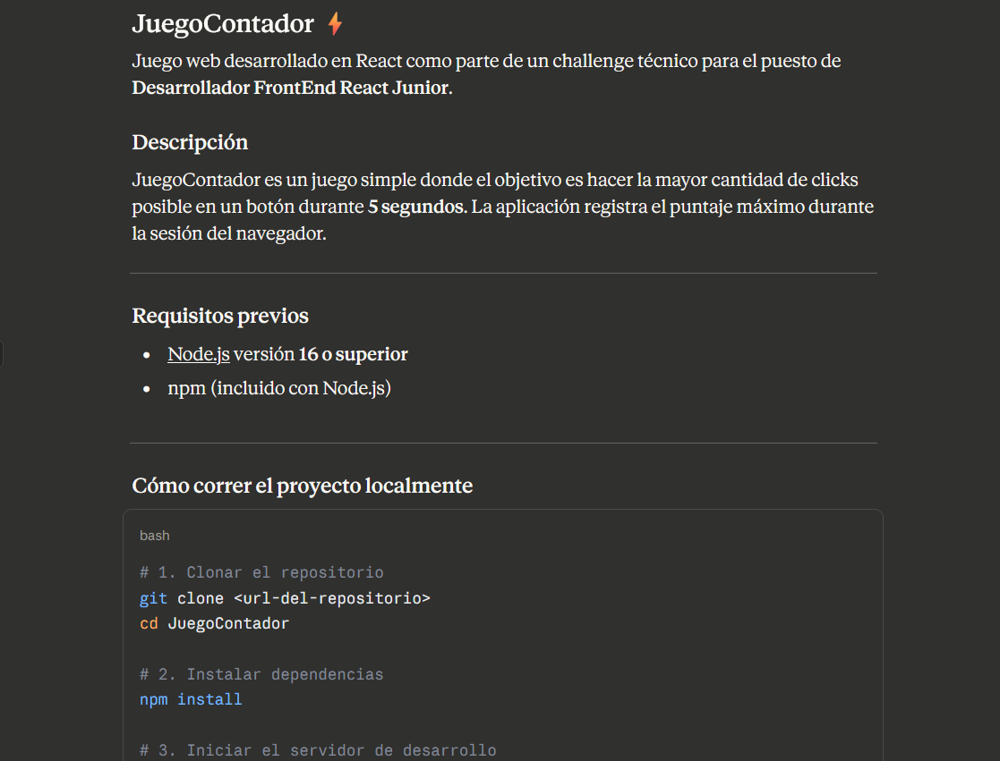 JuegoContador ⚡
Juego web desarrollado en React como parte de un challenge técnico para el puesto de
Desarrollador FrontEnd React Junior.
Descripción
JuegoContador es un juego simple donde el objetivo es hacer la mayor cantidad de clicks
posible en un botón durante 5 segundos. La aplicación registra el puntaje máximo durante
la sesión del navegador.
Requisitos previos
• Node.js versión 16 o superior
• npm (incluido con Node.js)
Cómo correr el proyecto localmente
bash
# 1. Clonar el repositorio
git clone <url-del-repositorio>
cd JuegoContador
# 2. Instalar dependencias
npm install
# 3. Iniciar el servidor de desarrollo